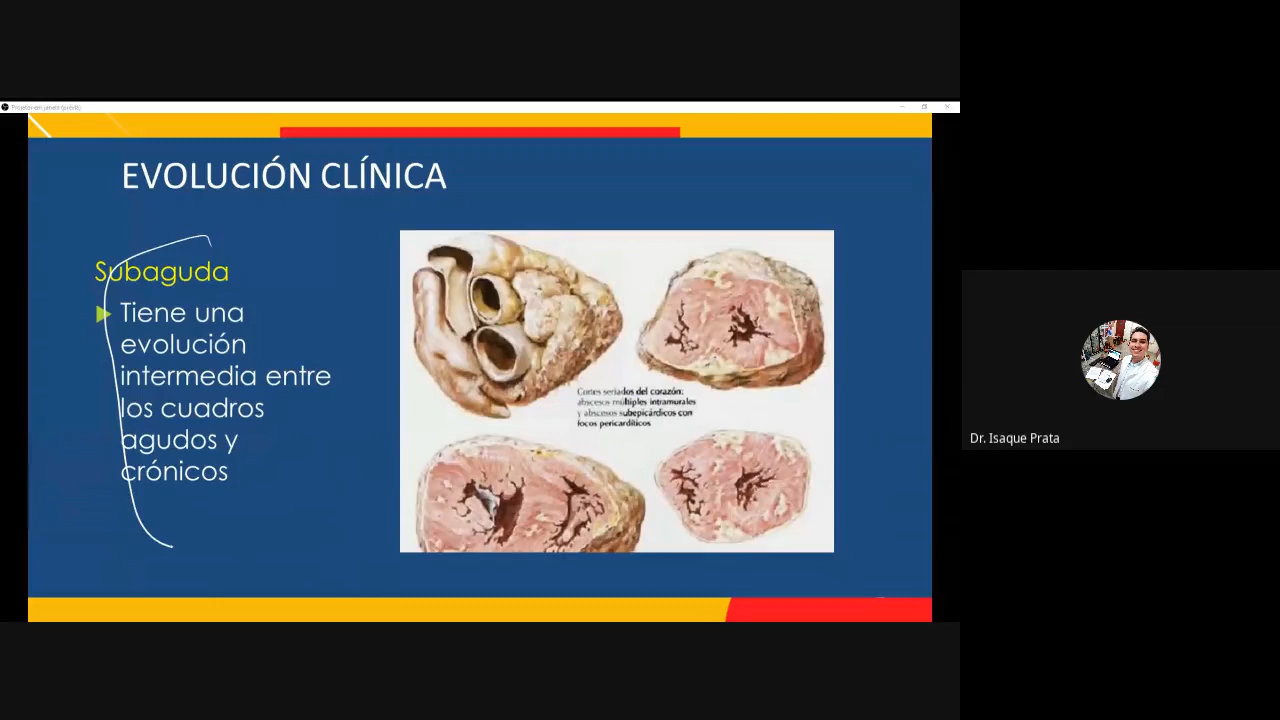 EVOLUCIÓN CLÍNICA
Subaguda
Tiene una
evolución
intermedia entre
los cuadros
agudos y
crónicos
Cortes seriados del corazón:
abscesos múltiples intramurales
y abscesos subepicárdicos con
focos pericardíticos
Dr. Isaque Prata